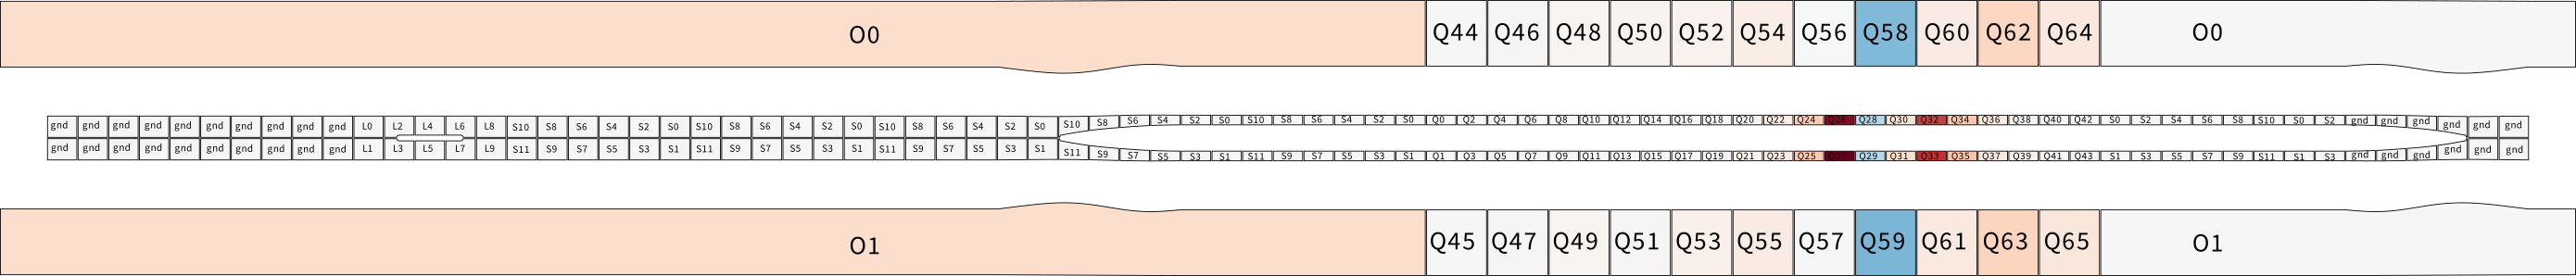 O0 Q44 Q46 Q48 Q50 Q52 Q54 Q56 Q58 Q60 Q62 Q64 O0
gnd gnd gnd gnd gnd gnd gnd gnd gnd gnd L0 L2 L4 L6 L8 S10 S8 S6 S4 S2 S0 S10 S8 S6 S4 S2 S0 S10 S8 S6 S4 S2 S0 S10 S8 S6 S4 S2 S0 S10 S8 S6 S4 S2 S0 Q0 Q2 Q4 Q6 Q8 Q10 Q12 Q14 Q16 Q18 Q20 Q22 Q24 Q26 Q28 Q30 Q32 Q34 Q36 Q38 Q40 Q42 S0 S2 S4 S6 S8 S10 S0 S2 gnd gnd gnd gnd gnd gnd
gnd gnd gnd gnd gnd gnd gnd gnd gnd gnd L1 L3 L5 L7 L9 S11 S9 S7 S5 S3 S1 S11 S9 S7 S5 S3 S1 S11 S9 S7 S5 S3 S1 S11 S9 S7 S5 S3 S1 S11 S9 S7 S5 S3 S1 Q1 Q3 Q5 Q7 Q9 Q11 Q13 Q15 Q17 Q19 Q21 Q23 Q25 Q27 Q29 Q31 Q33 Q35 Q37 Q39 Q41 Q43 S1 S3 S5 S7 S9 S11 S1 S3 gnd gnd gnd gnd gnd gnd
O1 Q45 Q47 Q49 Q51 Q53 Q55 Q57 Q59 Q61 Q63 Q65 O1